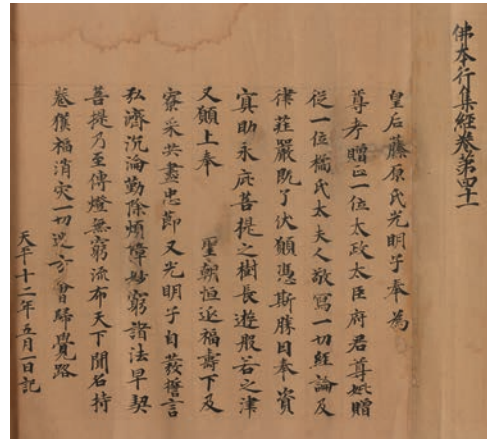 佛本行集經卷第四十一
皇后藤原氏光明子奉爲
尊考贈正一位太政太臣府君尊妣贈
從一位橘氏太夫人敬寫一切經論及
律莊嚴既了伏願憑斯勝因奉資
冥助永庇菩提之樹長遊般若之津
又願上奉 聖朝恒延福壽下及
寮采共盡忠節又光明子自發誓言
弘濟沉淪勤除煩障妙窮諸法早契
菩提乃至傳燈無窮流布天下聞名持
卷獲福消灾一切迷方會歸覺路
天平十二年五月一日記